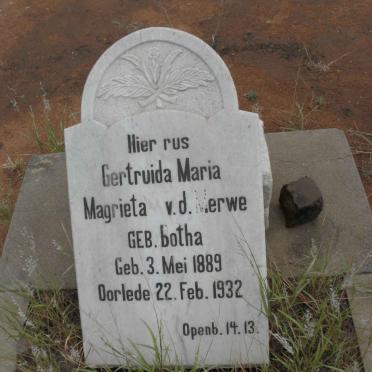 Hier rus
Gertruida Maria
Magrieta v.d. Merwe
GEB. Botha
Geb. 3. Mei 1889
Oorlede 22. Feb. 1932
Openb. 14. 13.